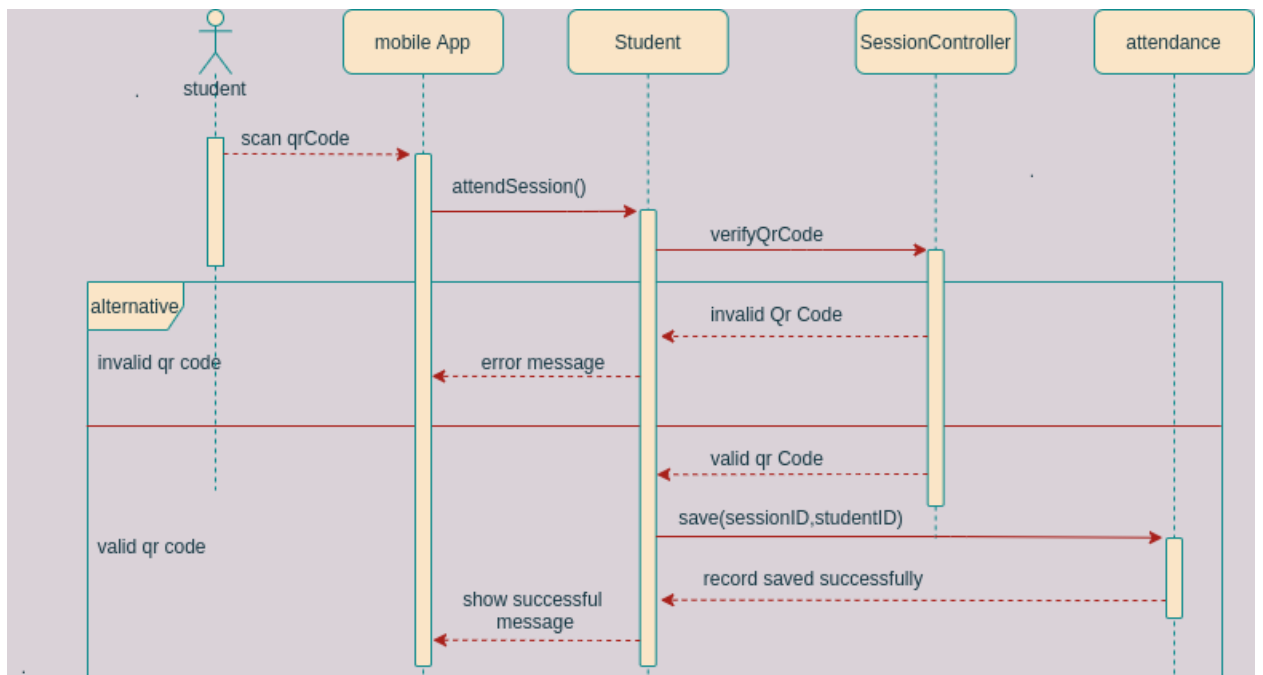 student
mobile App
Student
SessionController
attendance
scan qrCode
attendSession()
verifyQrCode
alternative
invalid Qr Code
invalid qr code
error message
valid qr Code
save(sessionID,studentID)
valid qr code
record saved successfully
show successful
message